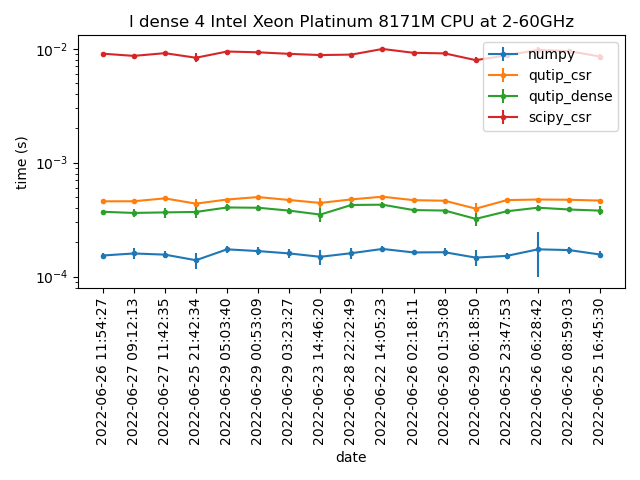 I dense 4 Intel Xeon Platinum 8171M CPU at 2-60GHz
numpy
qutip_csr
qutip_dense
scipy_csr
time (s)
10⁻²
10⁻³
10⁻⁴
2022-06-26 11:54:27
2022-06-27 09:12:13
2022-06-27 11:42:35
2022-06-25 21:42:34
2022-06-29 05:03:40
2022-06-29 00:53:09
2022-06-29 03:23:27
2022-06-23 14:46:20
2022-06-28 22:22:49
2022-06-22 14:05:23
2022-06-26 02:18:11
2022-06-26 01:53:08
2022-06-29 06:18:50
2022-06-25 23:47:53
2022-06-26 06:28:42
2022-06-26 08:59:03
2022-06-25 16:45:30
date